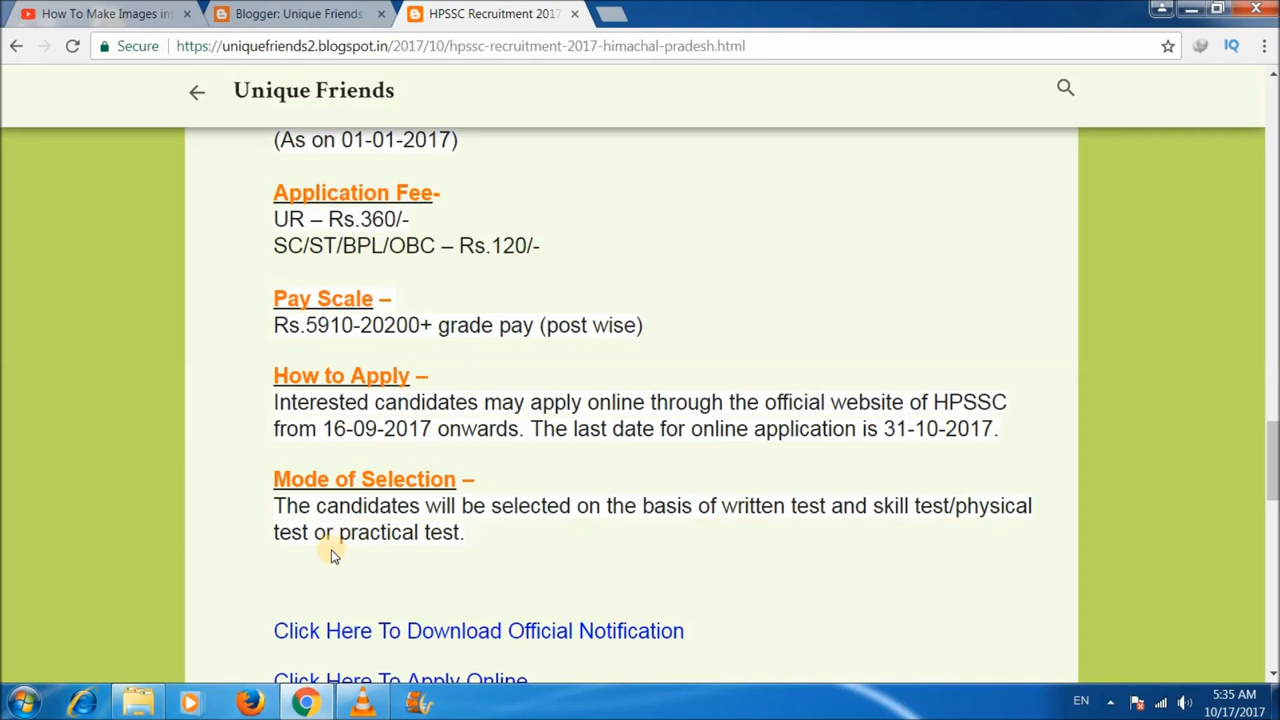 How To Make Images in
Blogger: Unique Friends
HPSSC Recruitment 2017
Secure
https://uniquefriends2.blogspot.in/2017/10/hpssc-recruitment-2017-himachal-pradesh.html
IQ
Unique Friends
(As on 01-01-2017)
Application Fee-
UR – Rs.360/-
SC/ST/BPL/OBC – Rs.120/-
Pay Scale –
Rs.5910-20200+ grade pay (post wise)
How to Apply –
Interested candidates may apply online through the official website of HPSSC
from 16-09-2017 onwards. The last date for online application is 31-10-2017.
Mode of Selection –
The candidates will be selected on the basis of written test and skill test/physical
test or practical test.
Click Here To Download Official Notification
Click Here To Apply Online
EN
5:35 AM
10/17/2017